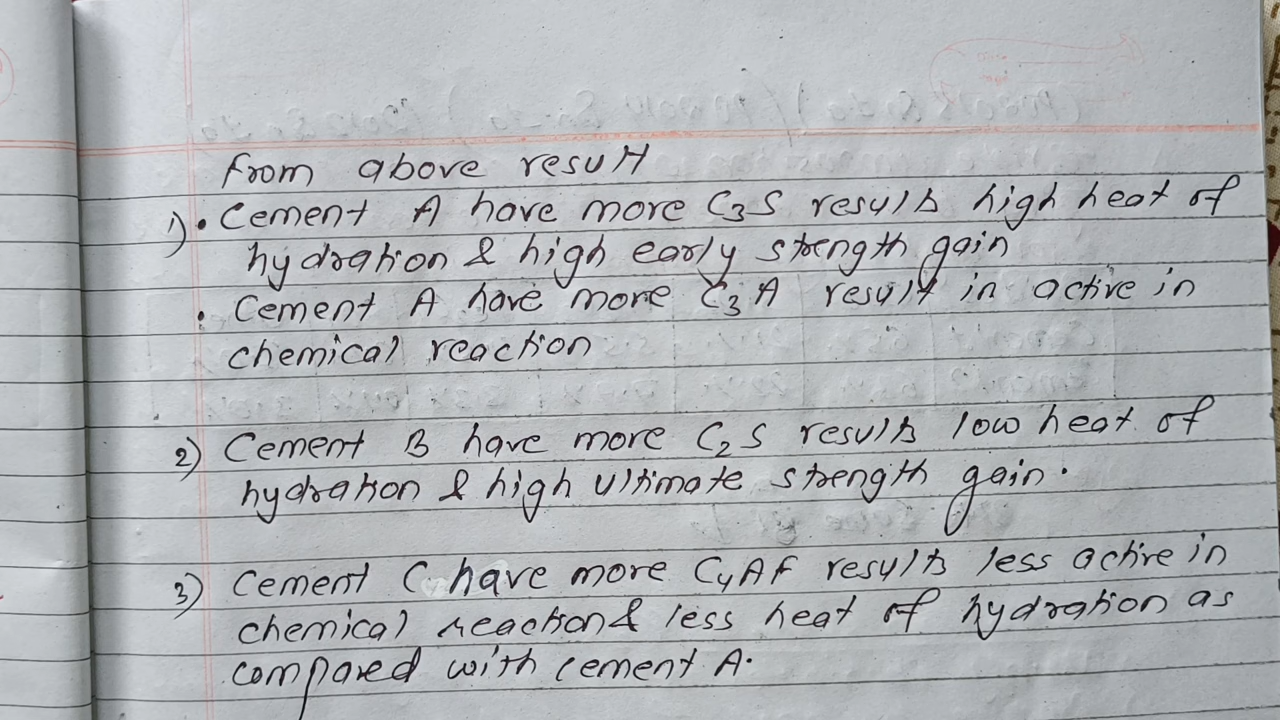 from above result
1) • Cement A have more C3S results high heat of
hydration & high early strength gain
• Cement A have more C3A result in active in
chemical reaction
2) Cement B have more C2S results low heat of
hydration & high ultimate strength gain.
3) Cement C have more C4AF results less active in
chemical reaction & less heat of hydration as
compared with cement A.